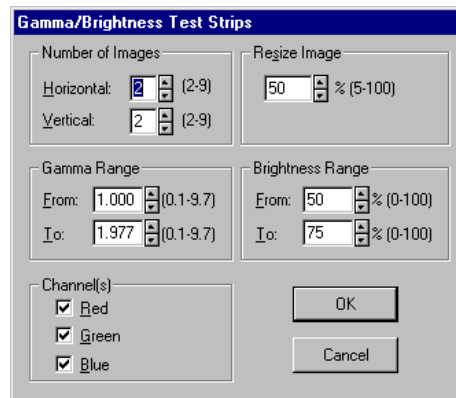 Gamma/Brightness Test Strips
Number of Images
Horizontal: 2 (2-9)
Vertical: 2 (2-9)
Resize Image
50 % (5-100)
Gamma Range
From: 1.000 (0.1-9.7)
To: 1.977 (0.1-9.7)
Brightness Range
From: 50 % (0-100)
To: 75 % (0-100)
Channel(s)
Red
Green
Blue
OK
Cancel